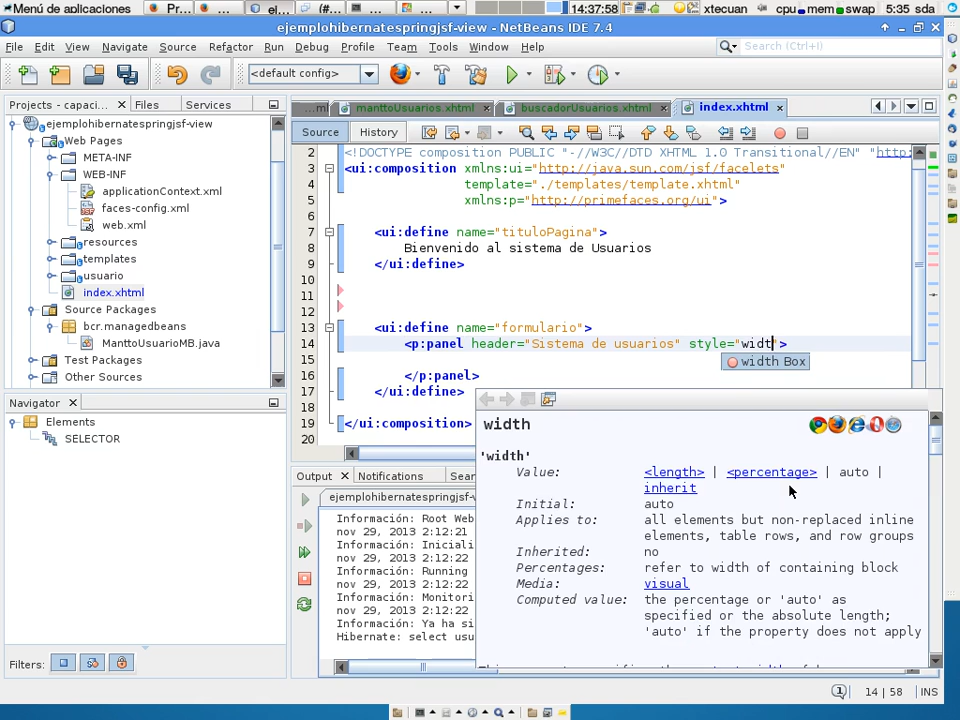 Menú de aplicaciones
Pr...
el...
(#...
14:37:58
xtecuan
cpu mem swap
5:35 sda
ejemplohibernatespringjsf-view - NetBeans IDE 7.4
File Edit View Navigate Source Refactor Run Debug Profile Team Tools Window Help
Search (Ctrl+I)
<default config>
Projects - capaci... Files Services
...ml manttoUsuarios.xhtml buscadorUsuarios.xhtml index.xhtml
Source History
ejemplohibernatespringjsf-view
Web Pages
META-INF
WEB-INF
applicationContext.xml
faces-config.xml
web.xml
resources
templates
usuario
index.xhtml
Source Packages
bcr.managedbeans
MànttoUsuarioMB.java
Test Packages
Other Sources
2 <!DOCTYPE composition PUBLIC "-//W3C//DTD XHTML 1.0 Transitional//EN" "http:
3 <ui:composition xmlns:ui="http://java.sun.com/jsf/facelets"
4 template="./templates/template.xhtml"
5 xmlns:p="http://primefaces.org/ui">
6
7 <ui:define name="tituloPagina">
8 Bienvenido al sistema de Usuarios
9 </ui:define>
10
11
12
13 <ui:define name="formulario">
14 <p:panel header="Sistema de usuarios" style="widt">
15
16 </p:panel>
17 </ui:define>
18
19 </ui:composition>
20
width Box
Navigator
Elements
SELECTOR
Filters:
Output Notifications Sear
ejemplohibernatespringjsf-v
Información: Root Web
nov 29, 2013 2:12:21
Información: Iniciali
nov 29, 2013 2:12:22
Información: Running
nov 29, 2013 2:12:22
Información: Monitori
nov 29, 2013 2:12:22
Información: Ya ha si
Hibernate: select usu
width
'width'
Value: <length> | <percentage> | auto |
inherit
Initial: auto
Applies to: all elements but non-replaced inline
elements, table rows, and row groups
Inherited: no
Percentages: refer to width of containing block
Media: visual
Computed value: the percentage or 'auto' as
specified or the absolute length;
'auto' if the property does not apply
14 | 58 INS